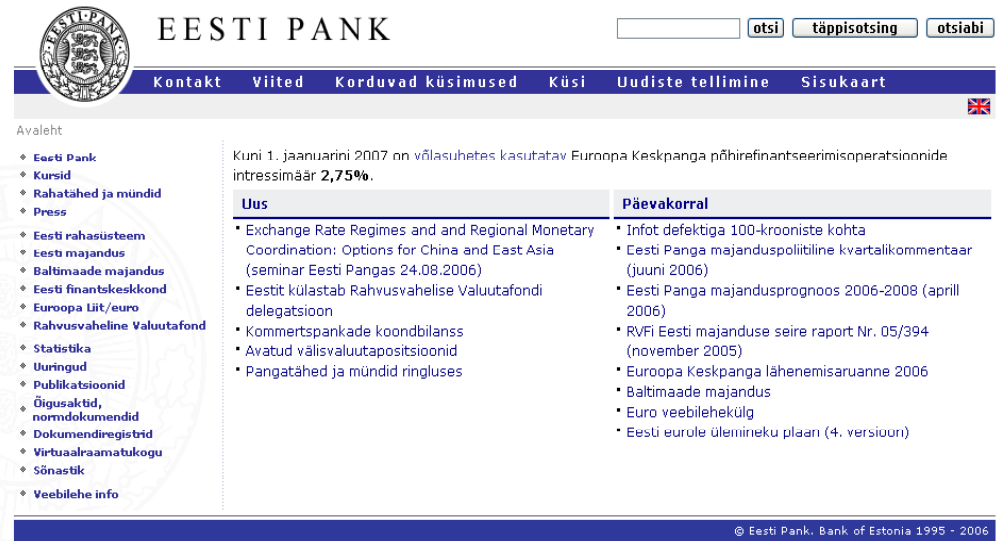 EESTI PANK
EESTI PANK
otsi täppisotsing otsiabi
Kontakt Viited Korduvad küsimused Küsi Uudiste tellimine Sisukaart
Avaleht
Eesti Pank
Kursid
Rahatähed ja mündid
Press
Eesti rahasüsteem
Eesti majandus
Baltimaade majandus
Eesti finantskeskkond
Euroopa Liit/euro
Rahvusvaheline Valuutafond
Statistika
Uuringud
Publikatsioonid
Õigusaktid,
normdokumendid
Dokumendiregistrid
Virtuaalraamatukogu
Sõnastik
Veebilehe info
Kuni 1. jaanuarini 2007 on võlasuhetes kasutatav Euroopa Keskpanga põhirefinantseerimisoperatsioonide
intressimäär 2,75%.
Uus
Exchange Rate Regimes and and Regional Monetary
Coordination: Options for China and East Asia
(seminar Eesti Pangas 24.08.2006)
Eestit külastab Rahvusvahelise Valuutafondi
delegatsioon
Kommertspankade koondbilanss
Avatud välisvaluutapositsioonid
Pangatähed ja mündid ringluses
Päevakorral
Infot defektiga 100-krooniste kohta
Eesti Panga majanduspoliitiline kvartalikommentaar
(juuni 2006)
Eesti Panga majandusprognoos 2006-2008 (aprill
2006)
RVFi Eesti majanduse seire raport Nr. 05/394
(november 2005)
Euroopa Keskpanga lähenemisaruanne 2006
Baltimaade majandus
Euro veebilehekülg
Eesti eurole ülemineku plaan (4. versioon)
© Eesti Pank. Bank of Estonia 1995 - 2006